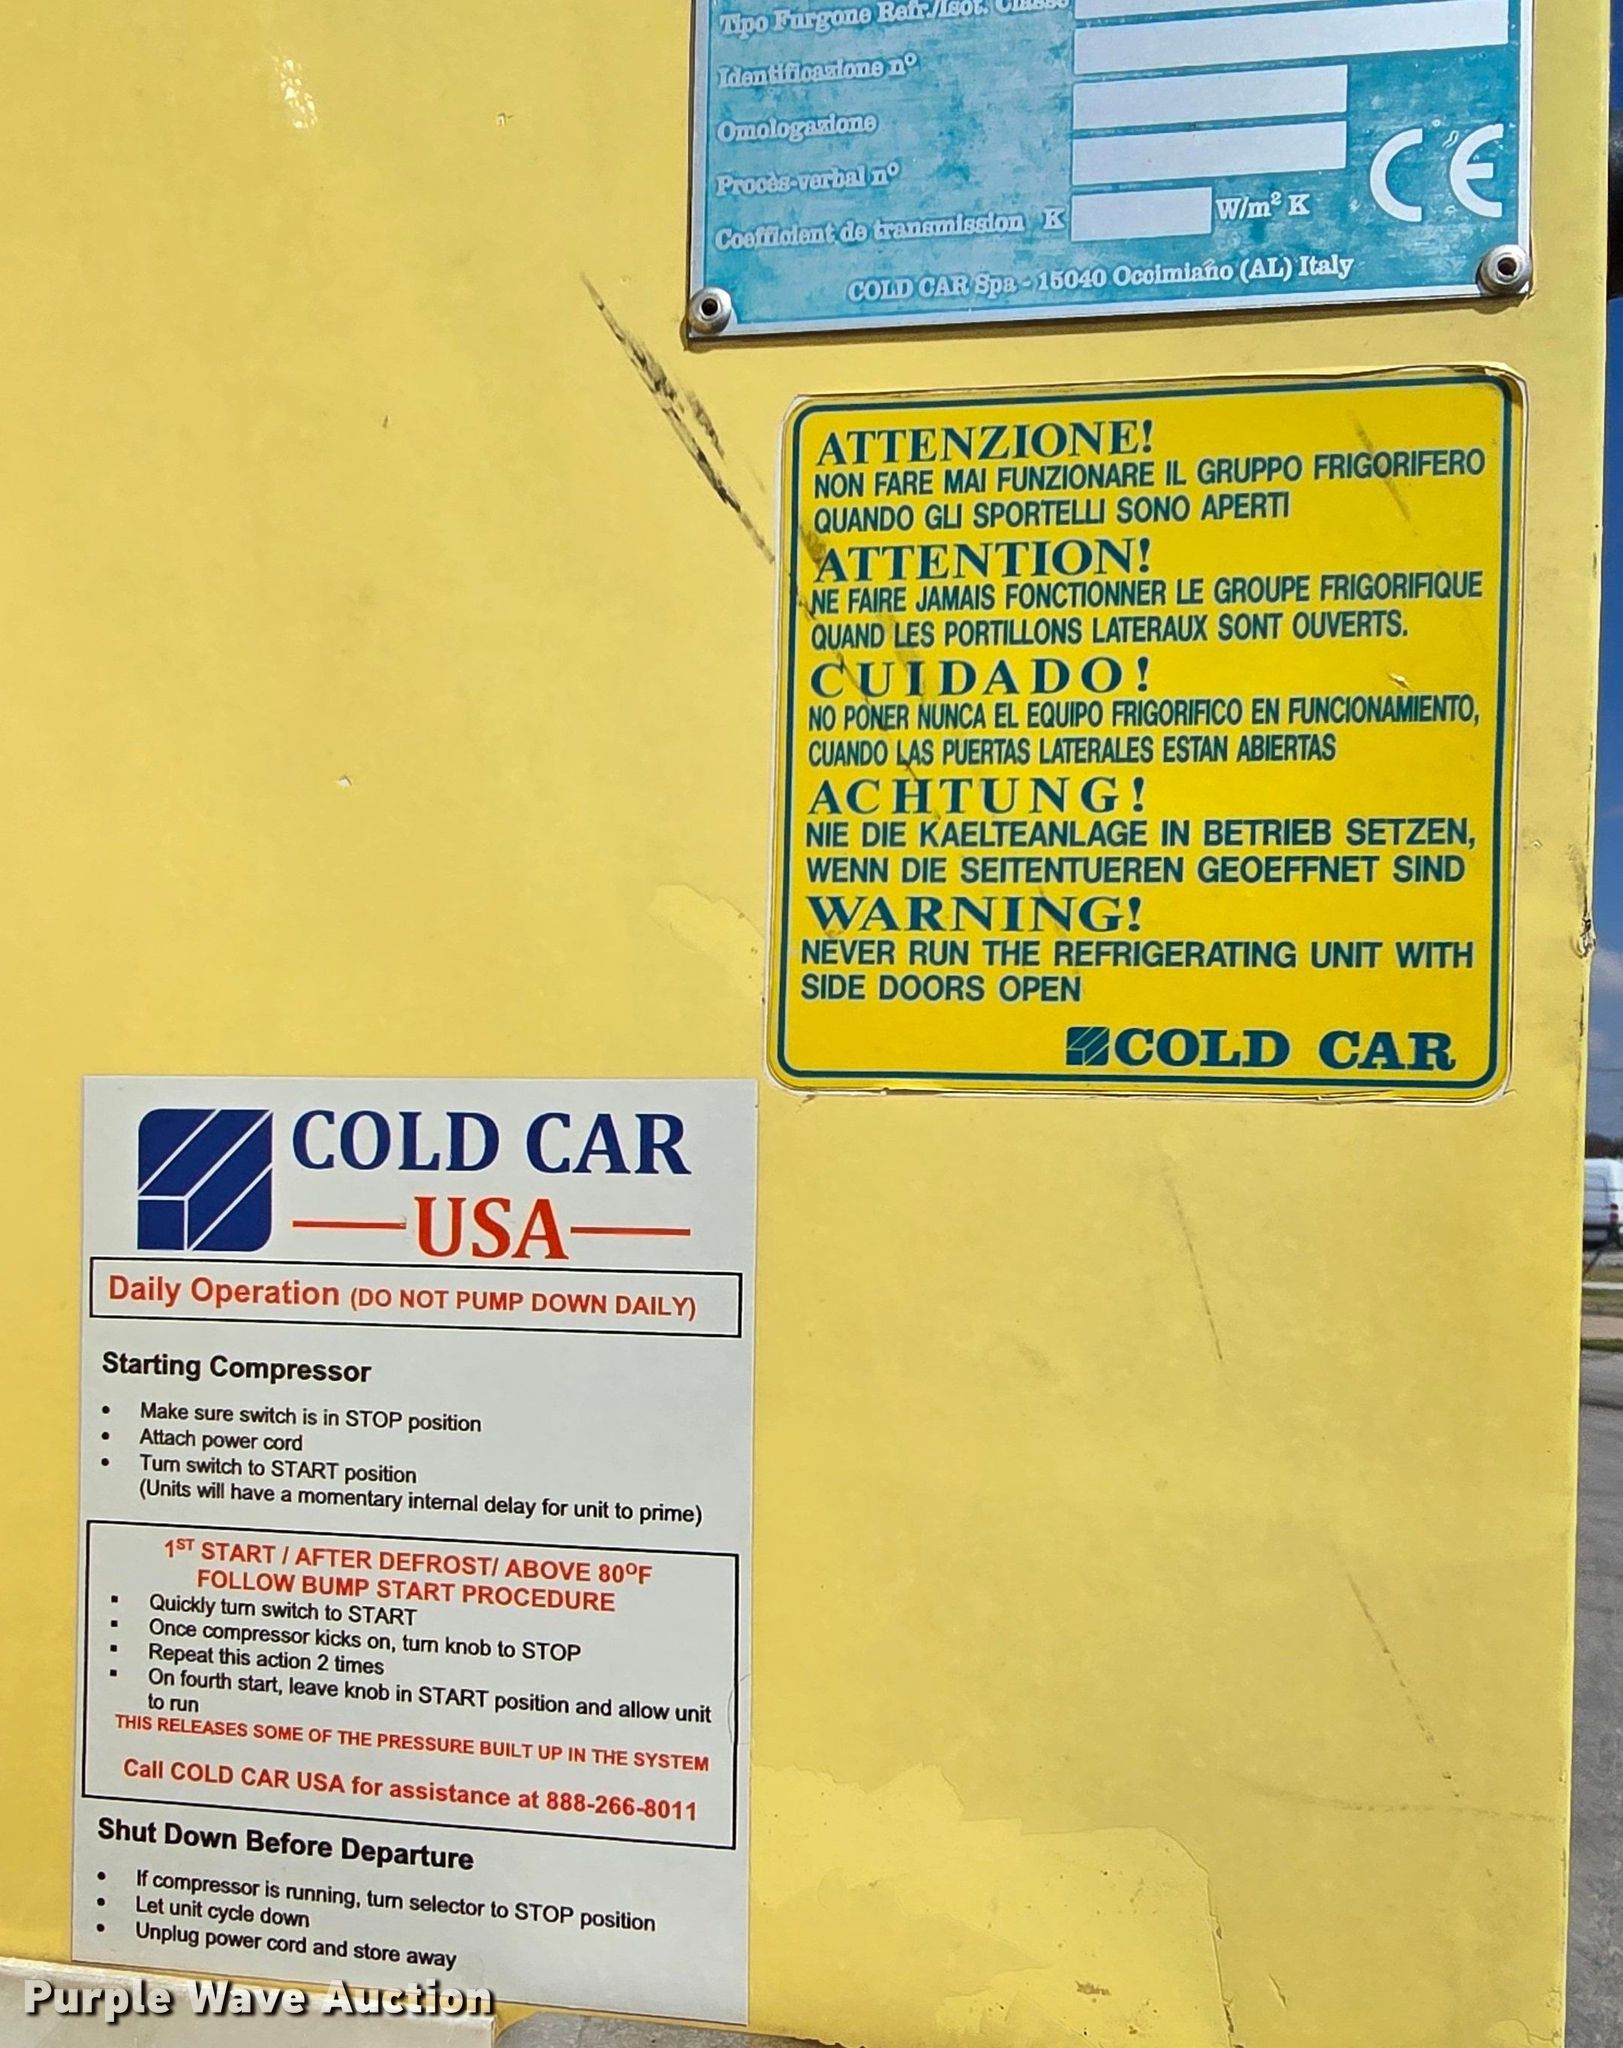 Tipo Furgone Refr./Isot. Classe
Identificazione n°
Omologazione
Procès-verbal n°
Coefficient de transmission K W/m² K
CE
COLD CAR Spa - 15040 Occimiano (AL) Italy
ATTENZIONE!
NON FARE MAI FUNZIONARE IL GRUPPO FRIGORIFERO
QUANDO GLI SPORTELLI SONO APERTI
ATTENTION!
NE FAIRE JAMAIS FONCTIONNER LE GROUPE FRIGORIFIQUE
QUAND LES PORTILLONS LATERAUX SONT OUVERTS.
CUIDADO!
NO PONER NUNCA EL EQUIPO FRIGORIFICO EN FUNCIONAMIENTO,
CUANDO LAS PUERTAS LATERALES ESTAN ABIERTAS
ACHTUNG!
NIE DIE KAELTEANLAGE IN BETRIEB SETZEN,
WENN DIE SEITENTUEREN GEOEFFNET SIND
WARNING!
NEVER RUN THE REFRIGERATING UNIT WITH
SIDE DOORS OPEN
COLD CAR
COLD CAR
USA
Daily Operation (DO NOT PUMP DOWN DAILY)
Starting Compressor
• Make sure switch is in STOP position
• Attach power cord
• Turn switch to START position
(Units will have a momentary internal delay for unit to prime)
1ST START / AFTER DEFROST/ ABOVE 80°F
FOLLOW BUMP START PROCEDURE
▪ Quickly turn switch to START
▪ Once compressor kicks on, turn knob to STOP
▪ Repeat this action 2 times
▪ On fourth start, leave knob in START position and allow unit
to run
THIS RELEASES SOME OF THE PRESSURE BUILT UP IN THE SYSTEM
Call COLD CAR USA for assistance at 888-266-8011
Shut Down Before Departure
• If compressor is running, turn selector to STOP position
• Let unit cycle down
• Unplug power cord and store away
Purple Wave Auction